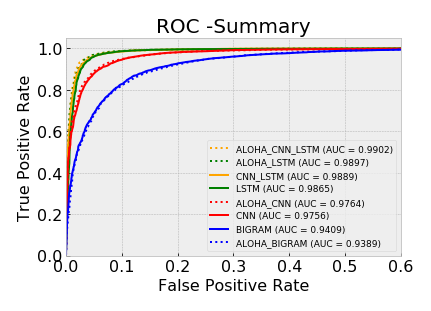 ROC -Summary
True Positive Rate
1.0
0.8
0.6
0.4
0.2
0.0
ALOHA_CNN_LSTM (AUC = 0.9902)
ALOHA_LSTM (AUC = 0.9897)
CNN_LSTM (AUC = 0.9889)
LSTM (AUC = 0.9865)
ALOHA_CNN (AUC = 0.9764)
CNN (AUC = 0.9756)
BIGRAM (AUC = 0.9409)
ALOHA_BIGRAM (AUC = 0.9389)
0.0 0.1 0.2 0.3 0.4 0.5 0.6
False Positive Rate